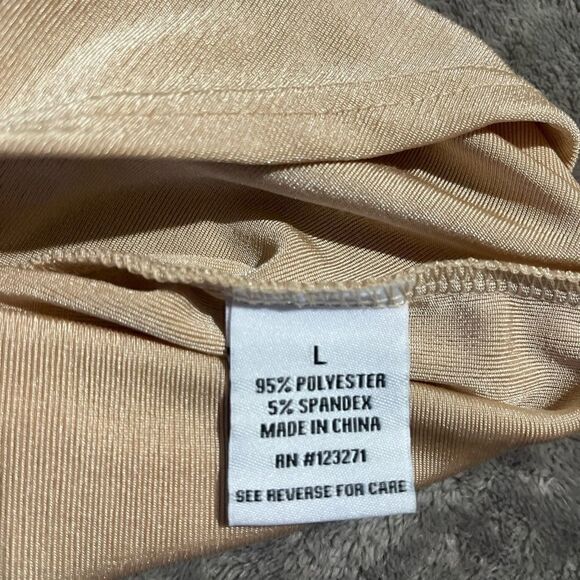 L
95% POLYESTER
5% SPANDEX
MADE IN CHINA
RN #123271
SEE REVERSE FOR CARE